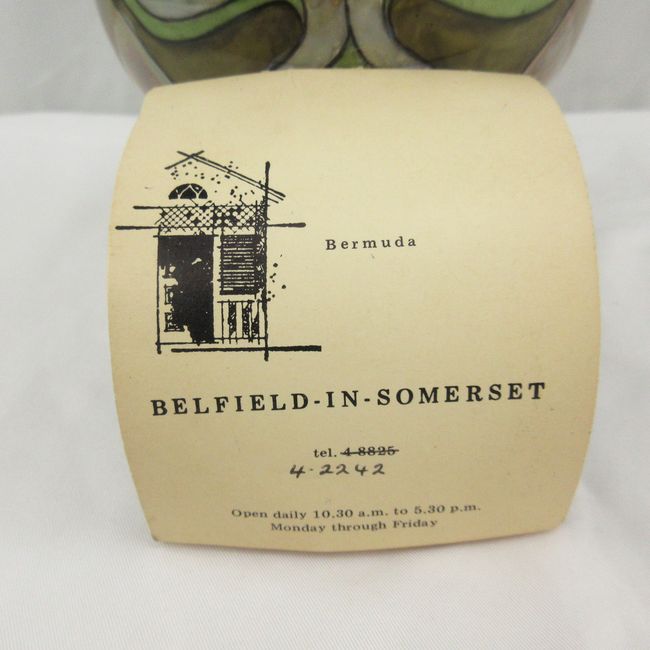 Bermuda
BELFIELD-IN-SOMERSET
tel. 4-8825
4-2242
Open daily 10.30 a.m. to 5.30 p.m.
Monday through Friday